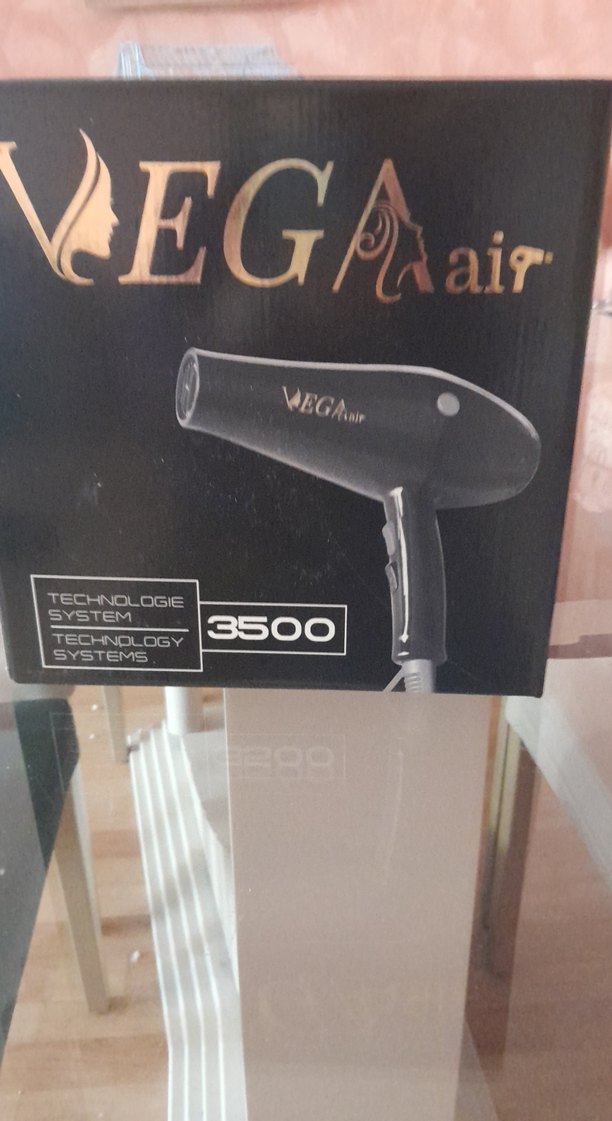 VEGA air
VEGA air
TECHNOLOGIE
SYSTEM
TECHNOLOGY
SYSTEMS
3500